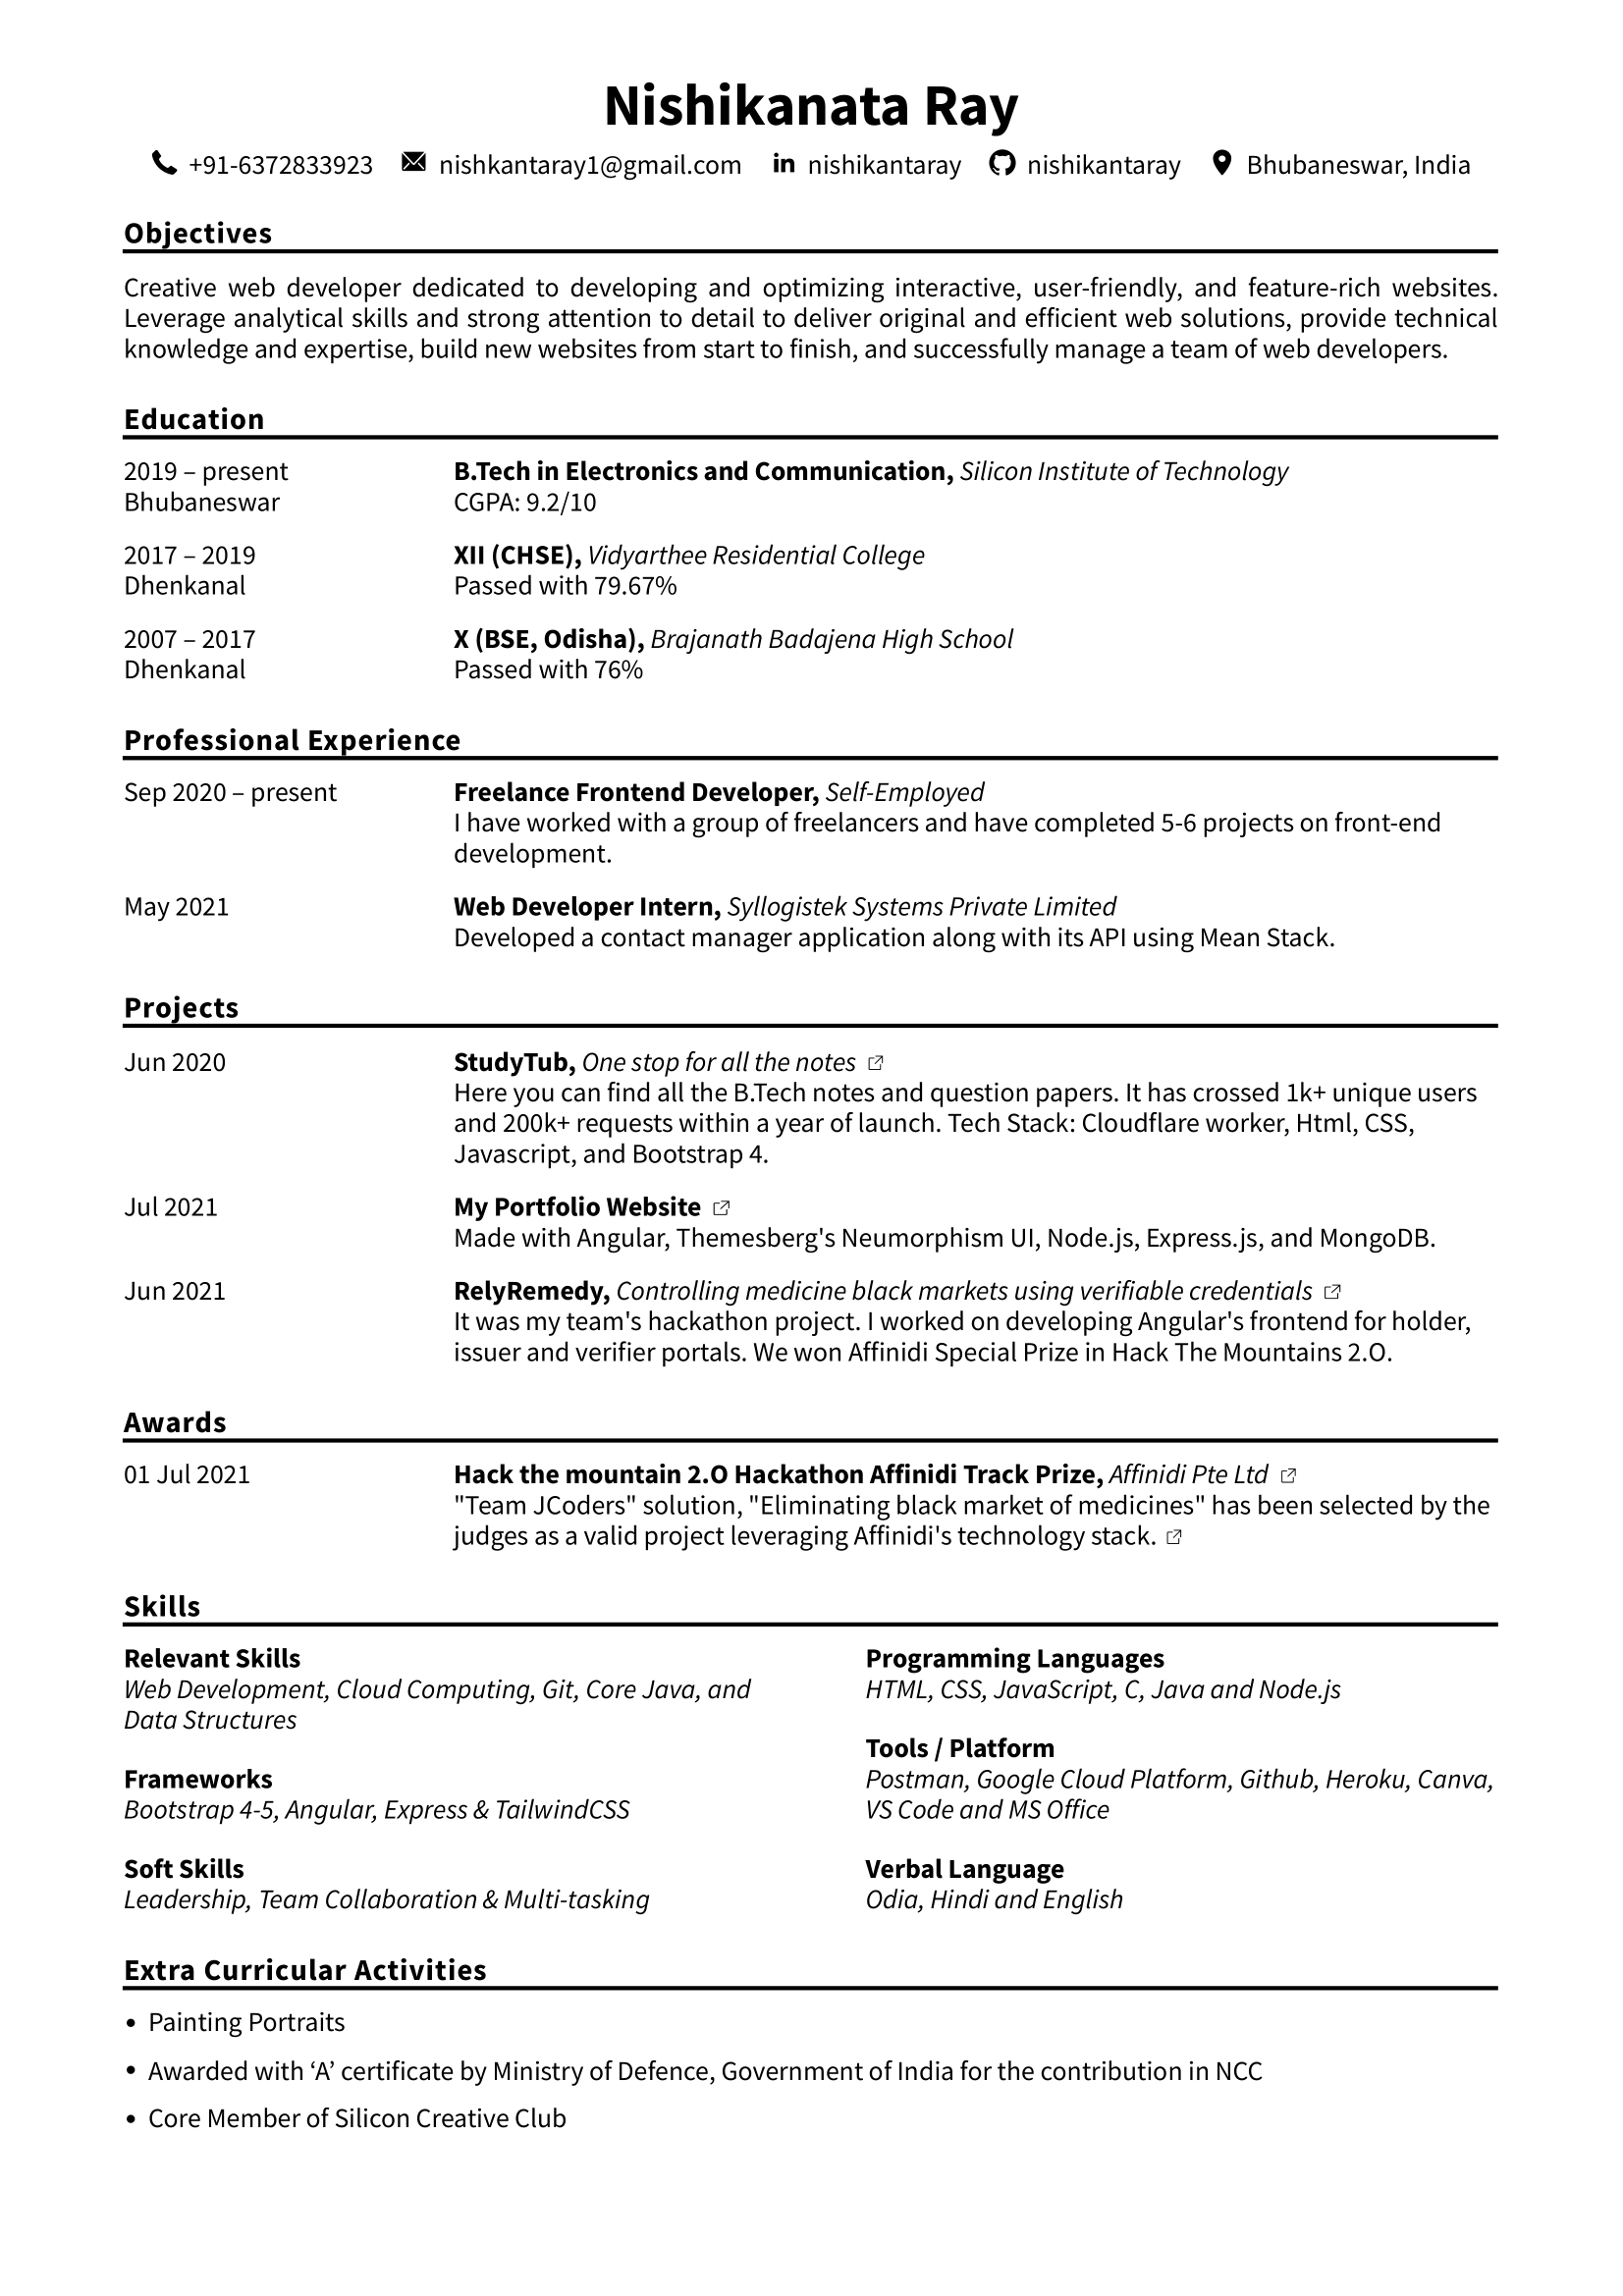 Nishikanata Ray
+91-6372833923 nishkantaray1@gmail.com nishikantaray nishikantaray Bhubaneswar, India
Objectives
Creative web developer dedicated to developing and optimizing interactive, user-friendly, and feature-rich websites.
Leverage analytical skills and strong attention to detail to deliver original and efficient web solutions, provide technical
knowledge and expertise, build new websites from start to finish, and successfully manage a team of web developers.
Education
2019 – present
Bhubaneswar
B.Tech in Electronics and Communication, Silicon Institute of Technology
CGPA: 9.2/10
2017 – 2019
Dhenkanal
XII (CHSE), Vidyarthee Residential College
Passed with 79.67%
2007 – 2017
Dhenkanal
X (BSE, Odisha), Brajanath Badajena High School
Passed with 76%
Professional Experience
Sep 2020 – present
Freelance Frontend Developer, Self-Employed
I have worked with a group of freelancers and have completed 5-6 projects on front-end
development.
May 2021
Web Developer Intern, Syllogistek Systems Private Limited
Developed a contact manager application along with its API using Mean Stack.
Projects
Jun 2020
StudyTub, One stop for all the notes
Here you can find all the B.Tech notes and question papers. It has crossed 1k+ unique users
and 200k+ requests within a year of launch. Tech Stack: Cloudflare worker, Html, CSS,
Javascript, and Bootstrap 4.
Jul 2021
My Portfolio Website
Made with Angular, Themesberg's Neumorphism UI, Node.js, Express.js, and MongoDB.
Jun 2021
RelyRemedy, Controlling medicine black markets using verifiable credentials
It was my team's hackathon project. I worked on developing Angular's frontend for holder,
issuer and verifier portals. We won Affinidi Special Prize in Hack The Mountains 2.O.
Awards
01 Jul 2021
Hack the mountain 2.O Hackathon Affinidi Track Prize, Affinidi Pte Ltd
"Team JCoders" solution, "Eliminating black market of medicines" has been selected by the
judges as a valid project leveraging Affinidi's technology stack.
Skills
Relevant Skills
Web Development, Cloud Computing, Git, Core Java, and
Data Structures
Frameworks
Bootstrap 4-5, Angular, Express & TailwindCSS
Soft Skills
Leadership, Team Collaboration & Multi-tasking
Programming Languages
HTML, CSS, JavaScript, C, Java and Node.js
Tools / Platform
Postman, Google Cloud Platform, Github, Heroku, Canva,
VS Code and MS Office
Verbal Language
Odia, Hindi and English
Extra Curricular Activities
• Painting Portraits
• Awarded with ‘A’ certificate by Ministry of Defence, Government of India for the contribution in NCC
• Core Member of Silicon Creative Club